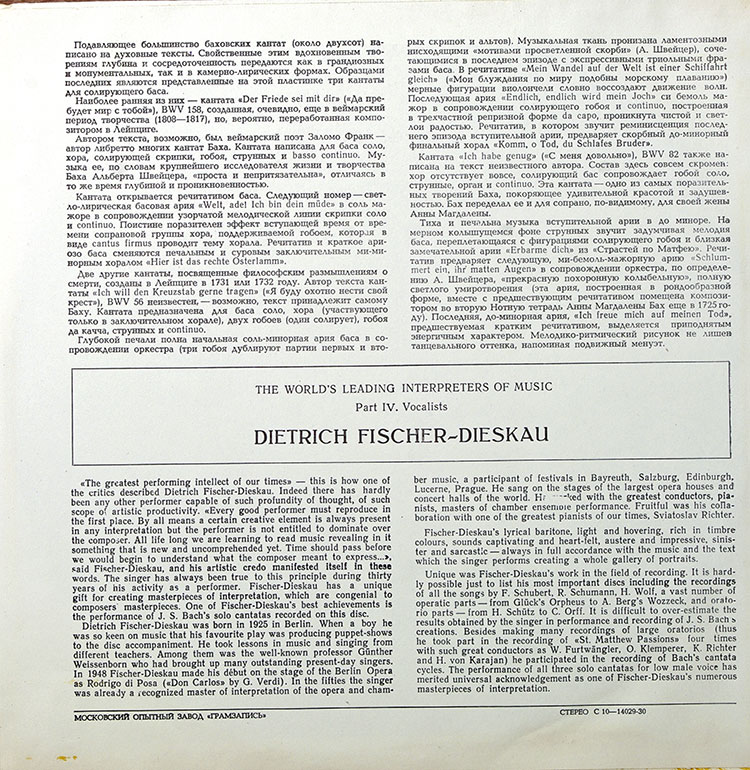 Подавляющее большинство баховских кантат (около двухсот) на-
писано на духовные тексты. Свойственные этим вдохновенным тво-
рениям глубина и сосредоточенность передаются как в грандиозных
и монументальных, так и в камерно-лирических формах. Образцами
последних являются представленные на этой пластинке три кантаты
для солирующего баса.
Наиболее ранняя из них — кантата «Der Friede sei mit dir» («Да пре-
будет мир с тобой»), BWV 158, созданная, очевидно, еще в веймарский
период творчества (1808—1817), но, вероятно, переработанная компо-
зитором в Лейпциге.
Автором текста, возможно, был веймарский поэт Заломо Франк —
автор либретто многих кантат Баха. Кантата написана для баса соло,
хора, солирующей скрипки, гобоя, струнных и basso continuo. Му-
зыка ее, по словам крупнейшего исследователя жизни и творчества
Баха Альберта Швейцера, «проста и непритязательна», отличаясь в
то же время глубиной и проникновенностью.
Кантата открывается речитативом баса. Следующий номер — свет-
ло-лирическая басовая ария «Welt, ade! Ich bin dein müde» в соль ма-
жоре в сопровождении узорчатой мелодической линии скрипки соло
и continuo. Поистине поразителен эффект вступающей время от вре-
мени сопрановой группы хора, поддерживаемой гобоем, которая в
виде cantus firmus проводит тему хорала. Речитатив и краткое арио-
зо баса сменяются печальным и суровым заключительным ми-ми-
норным хоралом «Hier ist das rechte Osterlamm».
Две другие кантаты, посвященные философским размышлениям о
смерти, созданы в Лейпциге в 1731 или 1732 году. Автор текста кан-
таты «Ich will den Kreuzstab gerne tragen» («Я буду охотно нести свой
крест»), BWV 56 неизвестен, — возможно, текст принадлежит самому
Баху. Кантата предназначена для баса соло, хора (участвующего
только в заключительном хорале), двух гобоев (один солирует), гобоя
да качча, струнных и continuo.
Глубокой печали полна начальная соль-минорная ария баса в со-
провождении оркестра (три гобоя дублируют партии первых и вто-
рых скрипок и альтов). Музыкальная ткань пронизана ламентозными
нисходящими «мотивами просветленной скорби» (А. Швейцер), соче-
тающимися в последнем эпизоде с экспрессивными триольными фра-
зами баса. В речитативе «Mein Wandel auf der Welt ist einer Schiffahrt
gleich» («Мои блуждания по миру подобны морскому плаванию»)
мерные фигурации виолончели словно воссоздают движение волн.
Последующая ария «Endlich, endlich wird mein Joch» си бемоль ма-
жор в сопровождении солирующего гобоя и continuo, построенная
в трехчастной репризной форме da capo, проникнута чистой и свет-
лой радостью. Речитатив, в котором звучит реминисценция послед-
него эпизода вступительной арии, предваряет скорбный до-минорный
финальный хорал «Komm, o Tod, du Schlafes Bruder».
Кантата «Ich habe genug» («С меня довольно»), BWV 82 также на-
писана на текст неизвестного автора. Состав здесь совсем скромен:
хор отсутствует вовсе, солирующий бас сопровождает гобой соло,
струнные, орган и continuo. Эта кантата — одно из самых поразитель-
ных творений Баха, покоряющее удивительной красотой и задушев-
ностью. Бах переделал ее и для сопрано, по-видимому, для своей жены
Анны Магдалены.
Тиха и печальна музыка вступительной арии в до миноре. На
мерном колышущемся фоне струнных звучит задумчивая мелодия
баса, переплетающаяся с фигурациями солирующего гобоя и близкая
замечательной арии «Erbarme dich» из «Страстей по Матфею». Речи-
татив предваряет следующую, ми-бемоль-мажорную арию «Schlum-
mert ein, ihr matten Augen» в сопровождении оркестра, по определе-
нию А. Швейцера, «прекрасную похоронную колыбельную», полную
светлого умиротворения (эта ария, построенная в рондообразной
форме, вместе с предшествующим речитативом помещена компози-
тором во вторую Нотную тетрадь Анны Магдалены Бах еще в 1725 го-
ду). Последняя, до-минорная ария, «Ich freue mich auf meinen Tod»,
предшествуемая кратким речитативом, выделяется приподнятым
энергичным характером. Мелодико-ритмический рисунок не лишен
танцевального оттенка, напоминая подвижный менуэт.
THE WORLD'S LEADING INTERPRETERS OF MUSIC
Part IV. Vocalists
DIETRICH FISCHER-DIESKAU
«The greatest performing intellect of our times» — this is how one of
the critics described Dietrich Fischer-Dieskau. Indeed there has hardly
been any other performer capable of such profundity of thought, of such
scope of artistic productivity. «Every good performer must reproduce in
the first place. By all means a certain creative element is always present
in any interpretation but the performer is not entitled to dominate over
the composer. All life long we are learning to read music revealing in it
something that is new and uncomprehended yet. Time should pass before
we would begin to understand what the composer meant to express...»,
said Fischer-Dieskau, and his artistic credo manifested itself in these
words. The singer has always been true to this principle during thirty
years of his activity as a performer. Fischer-Dieskau has a unique
gift for creating masterpieces of interpretation, which are congenial to
composers' masterpieces. One of Fischer-Dieskau's best achievements is
the performance of J. S. Bach's solo cantatas recorded on this disc.
Dietrich Fischer-Dieskau was born in 1925 in Berlin. When a boy he
was so keen on music that his favourite play was producing puppet-shows
to the disc accompaniment. He took lessons in music and singing from
different teachers. Among them was the well-known professor Günther
Weissenborn who had brought up many outstanding present-day singers.
In 1948 Fischer-Dieskau made his début on the stage of the Berlin Opera
as Rodrigo di Posa («Don Carlos» by G. Verdi). In the fifties the singer
was already a recognized master of interpretation of the opera and cham-
ber music, a participant of festivals in Bayreuth, Salzburg, Edinburgh,
Lucerne, Prague. He sang on the stages of the largest opera houses and
concert halls of the world. with the greatest conductors, pia-
nists, masters of chamber ensemble performance. Fruitful was his colla-
boration with one of the greatest pianists of our times, Sviatoslav Richter.
Fischer-Dieskau's lyrical baritone, light and hovering, rich in timbre
colours, sounds captivating and heart-felt, austere and impressive, sinis-
ter and sarcastic — always in full accordance with the music and the text
which the singer performs creating a whole gallery of portraits.
Unique was Fischer-Dieskau's work in the field of recording. It is hard-
ly possible just to list his most important discs including the recordings
of all the songs by F. Schubert, R. Schumann, H. Wolf, a vast number of
operatic parts — from Glück's Orpheus to A. Berg's Wozeck, and orato-
rio parts — from H. Schütz to C. Orff. It is difficult to over-estimate the
results obtained by the singer in performance and recording of J. S. Bach's
creations. Besides making many recordings of large oratorios (thus
he took part in the recording of «St. Matthew Passions» four times
with such great conductors as W. Furtwängler, O. Klemperer, K. Richter
and H. von Karajan) he participated in the recording of Bach's cantata
cycles. The performance of all three solo cantatas for low male voice has
merited universal acknowledgement as one of Fischer-Dieskau's numerous
masterpieces of interpretation.
МОСКОВСКИЙ ОПЫТНЫЙ ЗАВОД «ГРАМЗАПИСЬ»
СТЕРЕО С 10—14029-30